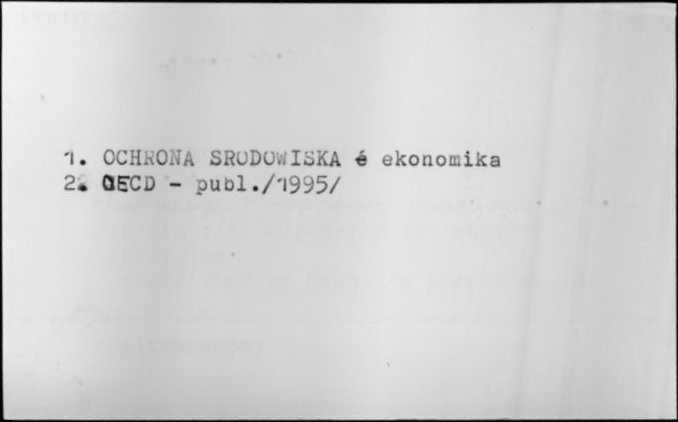 1. OCHRONA SRODOWISKA é ekonomika
2. OECD - publ./1995/